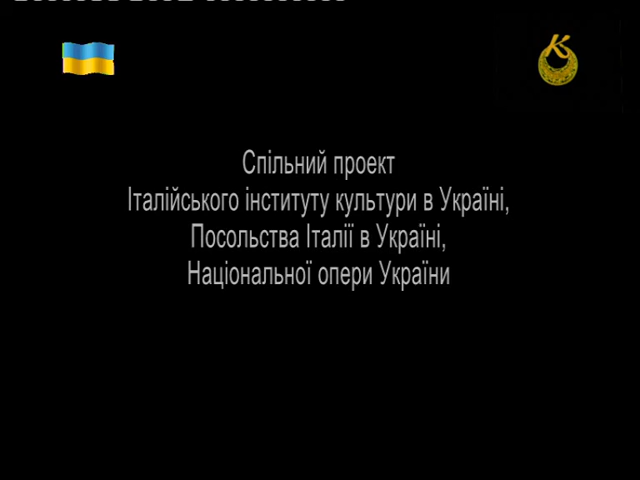 К
Спільний проект
Італійського інституту культури в Україні,
Посольства Італії в Україні,
Національної опери України